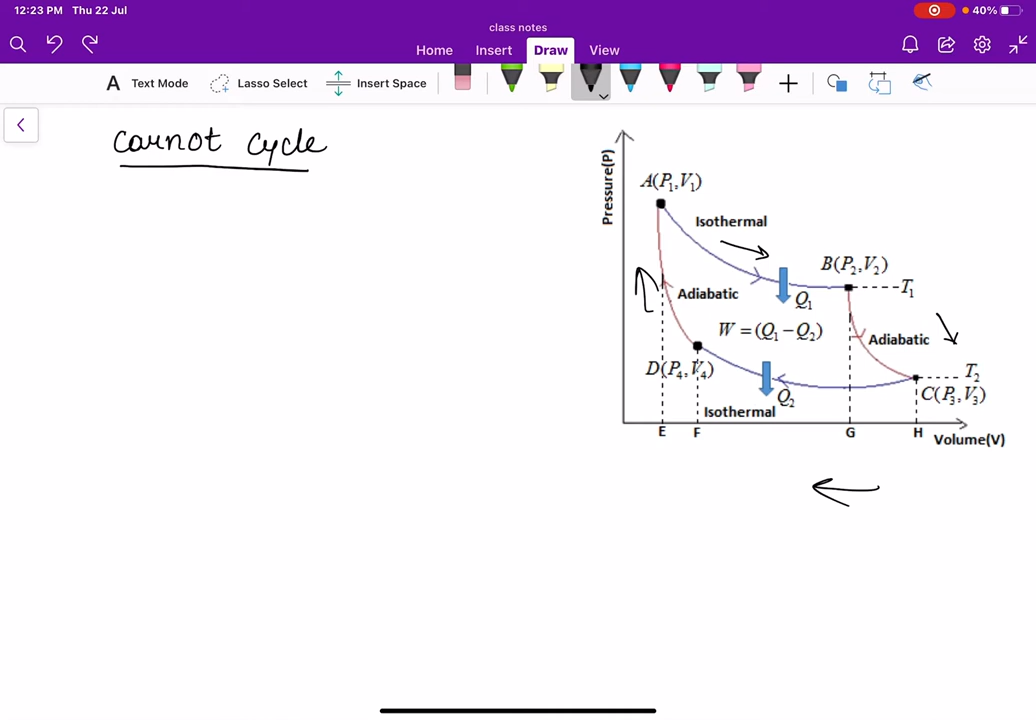 12:23 PM Thu 22 Jul
40%
class notes
Home Insert Draw View
A Text Mode Lasso Select Insert Space
Carnot Cycle
Pressure(P)
A(P₁,V₁)
Isothermal
B(P₂,V₂)
T₁
Adiabatic
Q₁
W = (Q₁ − Q₂)
Adiabatic
D(P₄,V₄)
T₂
Q₂
C(P₃,V₃)
Isothermal
E F G H
Volume(V)